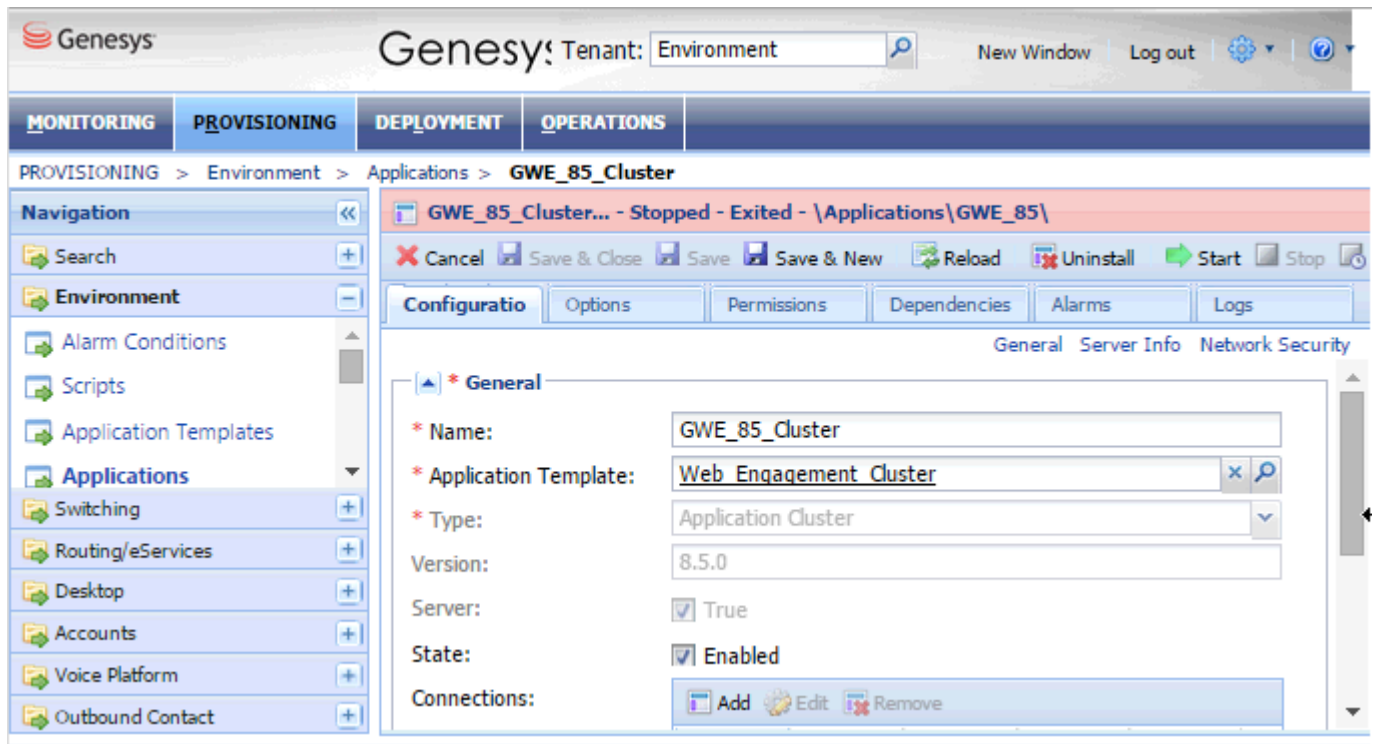 Genesys
Genesys Tenant: Environment New Window Log out
MONITORING PROVISIONING DEPLOYMENT OPERATIONS
PROVISIONING > Environment > Applications > GWE_85_Cluster
Navigation
GWE_85_Cluster... - Stopped - Exited - \Applications\GWE_85\
Search
Cancel Save & Close Save Save & New Reload Uninstall Start Stop
Environment
Configuratio Options Permissions Dependencies Alarms Logs
Alarm Conditions
General Server Info Network Security
Scripts
* General
Application Templates
* Name: GWE_85_Cluster
Applications
* Application Template: Web_Engagement_Cluster
Switching
* Type: Application Cluster
Routing/eServices
Version: 8.5.0
Desktop
Server: True
Accounts
State: Enabled
Voice Platform
Connections: Add Edit Remove
Outbound Contact